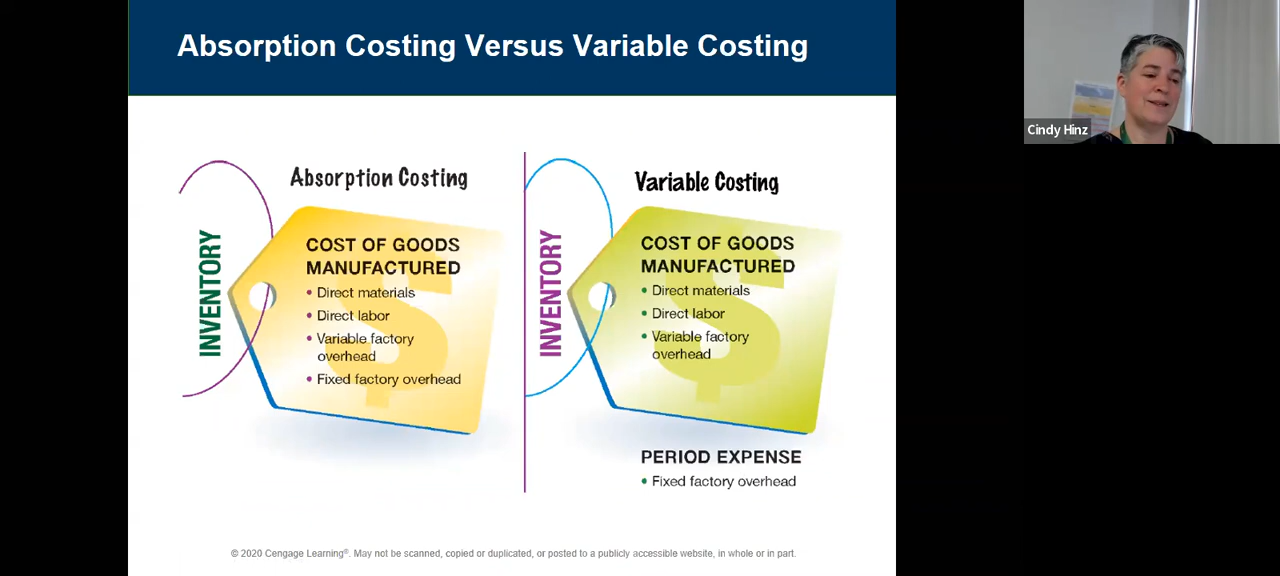 Absorption Costing Versus Variable Costing
Cindy Hinz
Absorption Costing
INVENTORY
COST OF GOODS
MANUFACTURED
• Direct materials
• Direct labor
• Variable factory
overhead
• Fixed factory overhead
Variable Costing
INVENTORY
COST OF GOODS
MANUFACTURED
• Direct materials
• Direct labor
• Variable factory
overhead
PERIOD EXPENSE
• Fixed factory overhead
© 2020 Cengage Learning®. May not be scanned, copied or duplicated, or posted to a publicly accessible website, in whole or in part.